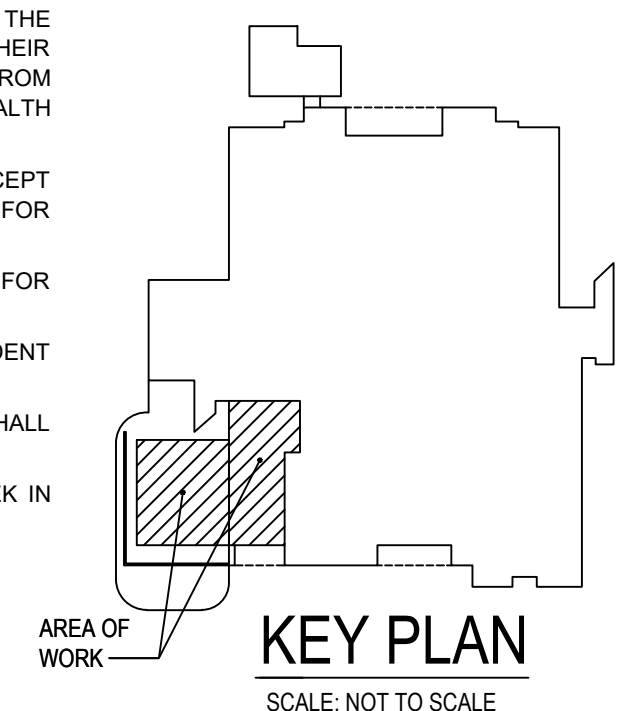 THE
HEIR
ROM
ALTH
CEPT
FOR
FOR
DENT
HALL
EK IN
AREA OF
WORK
KEY PLAN
SCALE: NOT TO SCALE